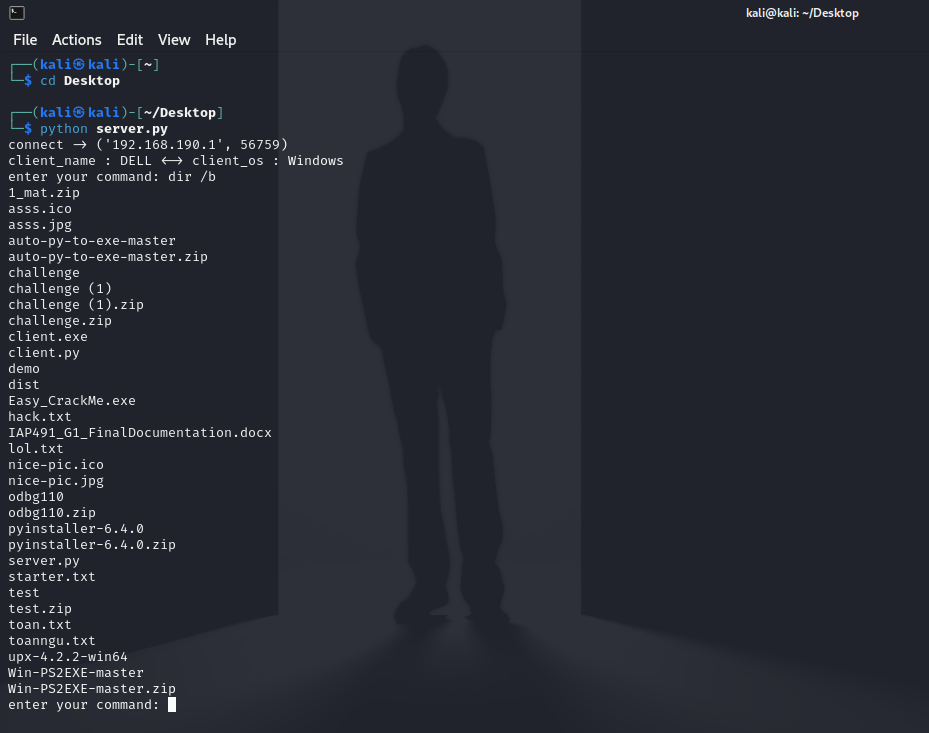 kali@kali: ~/Desktop
File Actions Edit View Help
┌──(kali㉿kali)-[~]
└─$ cd Desktop
┌──(kali㉿kali)-[~/Desktop]
└─$ python server.py
connect → ('192.168.190.1', 56759)
client_name : DELL ↔ client_os : Windows
enter your command: dir /b
1_mat.zip
asss.ico
asss.jpg
auto-py-to-exe-master
auto-py-to-exe-master.zip
challenge
challenge (1)
challenge (1).zip
challenge.zip
client.exe
client.py
demo
dist
Easy_CrackMe.exe
hack.txt
IAP491_G1_FinalDocumentation.docx
lol.txt
nice-pic.ico
nice-pic.jpg
odbg110
odbg110.zip
pyinstaller-6.4.0
pyinstaller-6.4.0.zip
server.py
starter.txt
test
test.zip
toan.txt
toanngu.txt
upx-4.2.2-win64
Win-PS2EXE-master
Win-PS2EXE-master.zip
enter your command: